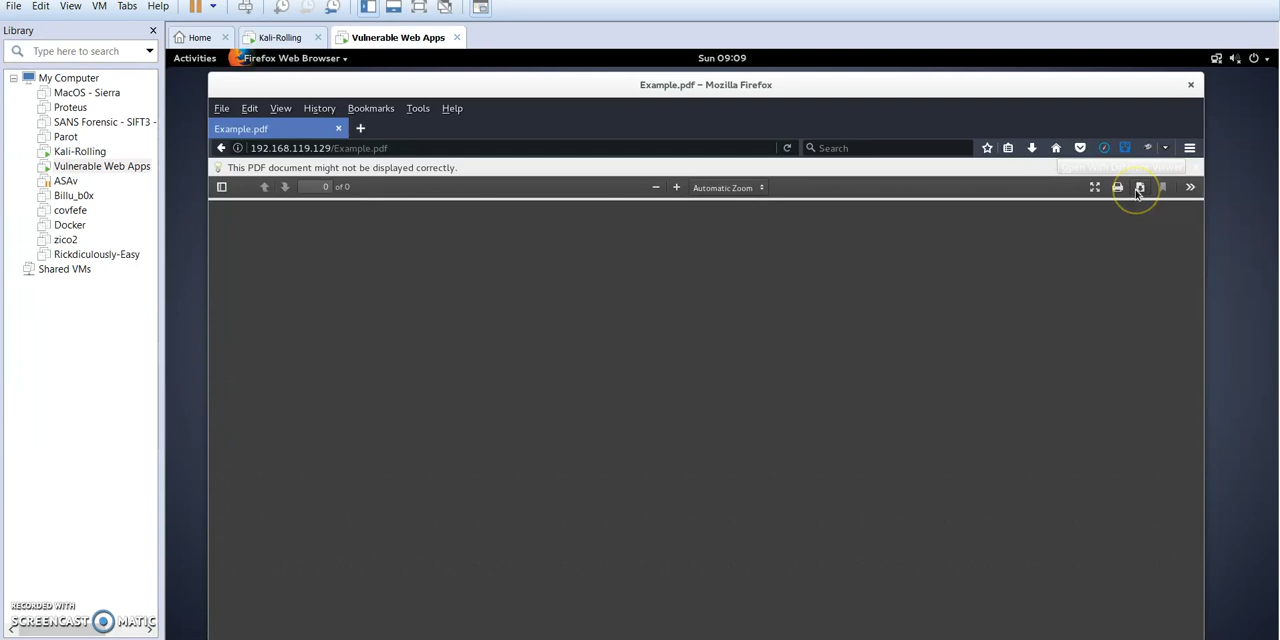 File Edit View VM Tabs Help
Library
Type here to search
My Computer
MacOS - Sierra
Proteus
SANS Forensic - SIFT3 -
Parot
Kali-Rolling
Vulnerable Web Apps
ASAv
Billu_b0x
covfefe
Docker
zico2
Rickdiculously-Easy
Shared VMs
Home Kali-Rolling Vulnerable Web Apps
Activities Firefox Web Browser Sun 09:09
Example.pdf – Mozilla Firefox
File Edit View History Bookmarks Tools Help
Example.pdf
192.168.119.129/Example.pdf Search
This PDF document might not be displayed correctly.
0 of 0 Automatic Zoom
RECORDED WITH
SCREENCAST MATIC